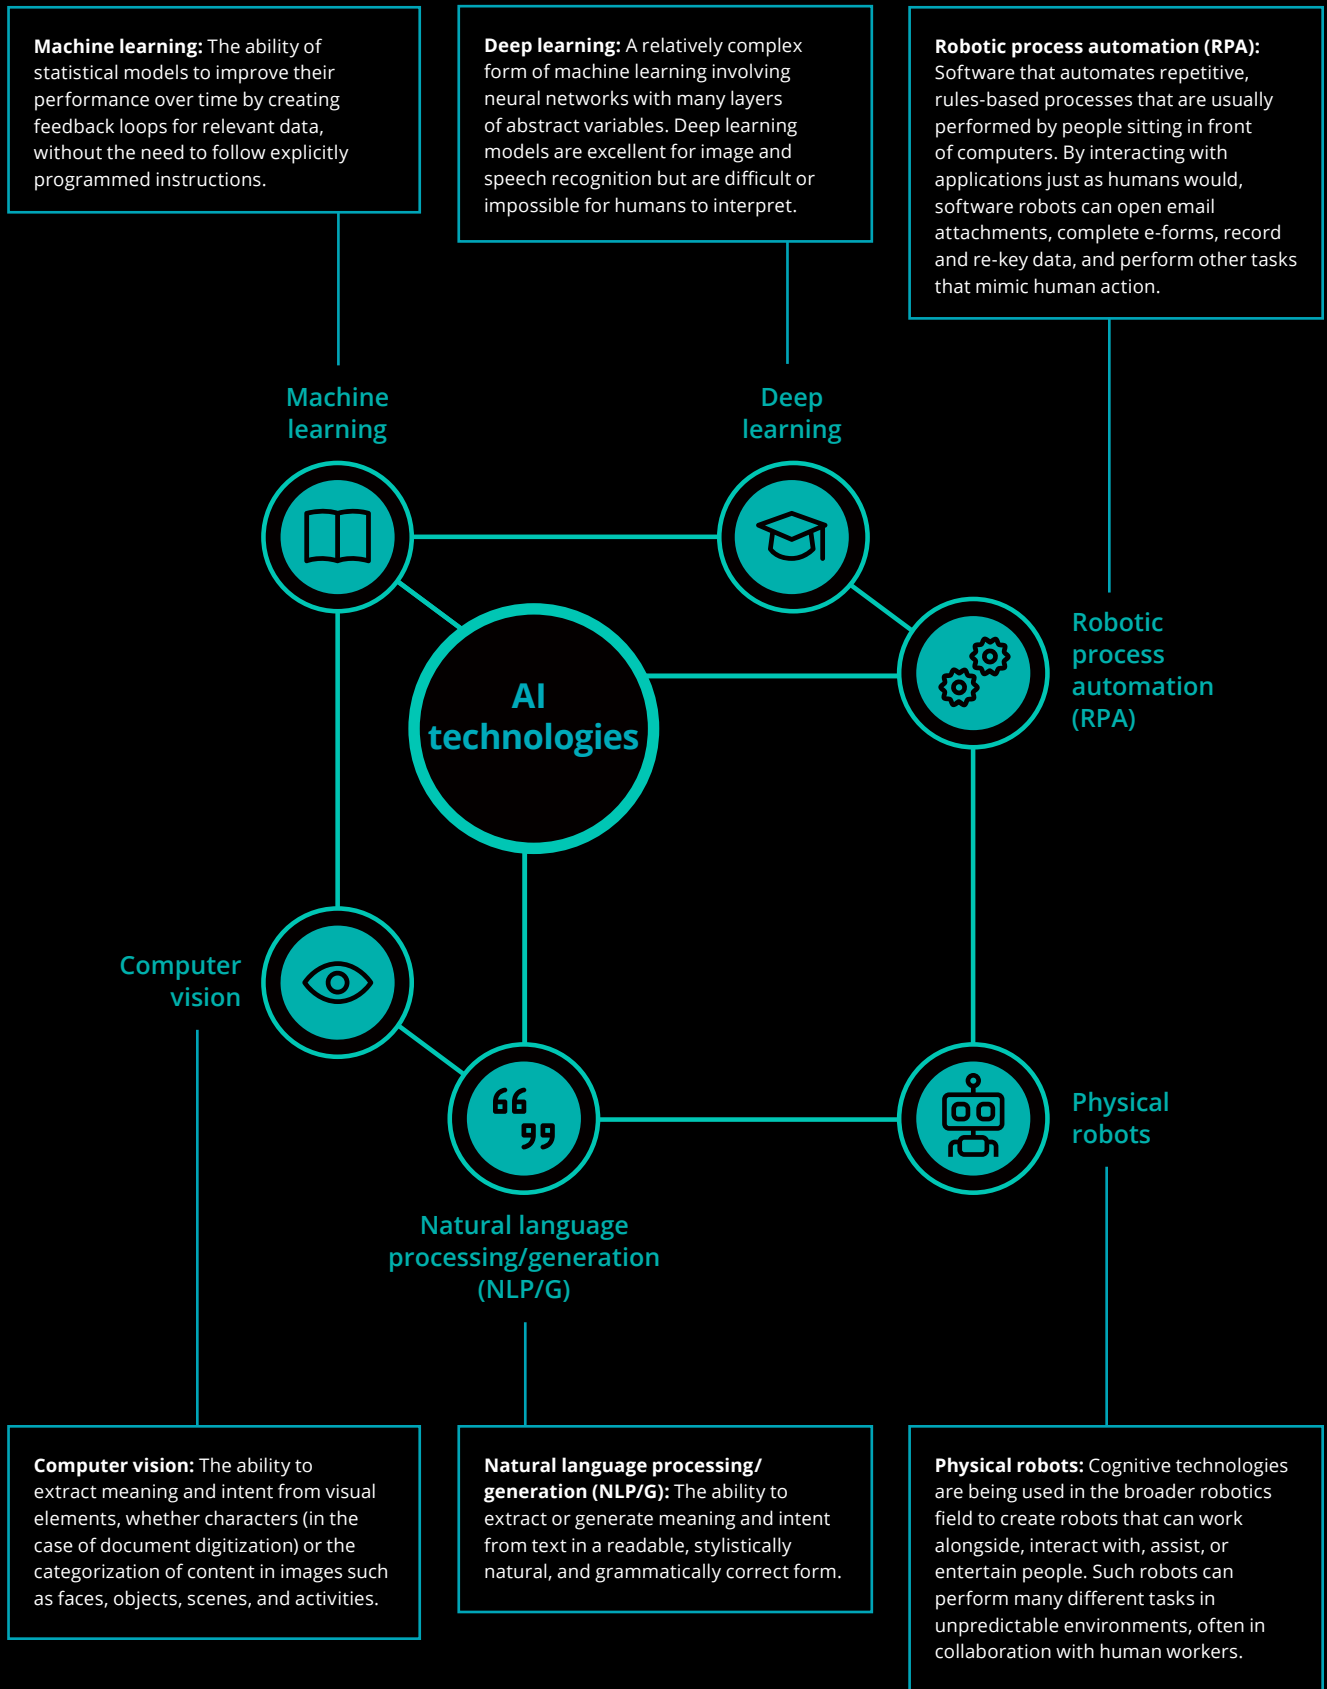 Machine learning: The ability of
statistical models to improve their
performance over time by creating
feedback loops for relevant data,
without the need to follow explicitly
programmed instructions.
Deep learning: A relatively complex
form of machine learning involving
neural networks with many layers
of abstract variables. Deep learning
models are excellent for image and
speech recognition but are difficult or
impossible for humans to interpret.
Robotic process automation (RPA):
Software that automates repetitive,
rules-based processes that are usually
performed by people sitting in front
of computers. By interacting with
applications just as humans would,
software robots can open email
attachments, complete e-forms, record
and re-key data, and perform other tasks
that mimic human action.
Machine
learning
Deep
learning
Robotic
process
automation
(RPA)
AI
technologies
Computer
vision
Physical
robots
Natural language
processing/generation
(NLP/G)
Computer vision: The ability to
extract meaning and intent from visual
elements, whether characters (in the
case of document digitization) or the
categorization of content in images such
as faces, objects, scenes, and activities.
Natural language processing/
generation (NLP/G): The ability to
extract or generate meaning and intent
from text in a readable, stylistically
natural, and grammatically correct form.
Physical robots: Cognitive technologies
are being used in the broader robotics
field to create robots that can work
alongside, interact with, assist, or
entertain people. Such robots can
perform many different tasks in
unpredictable environments, often in
collaboration with human workers.